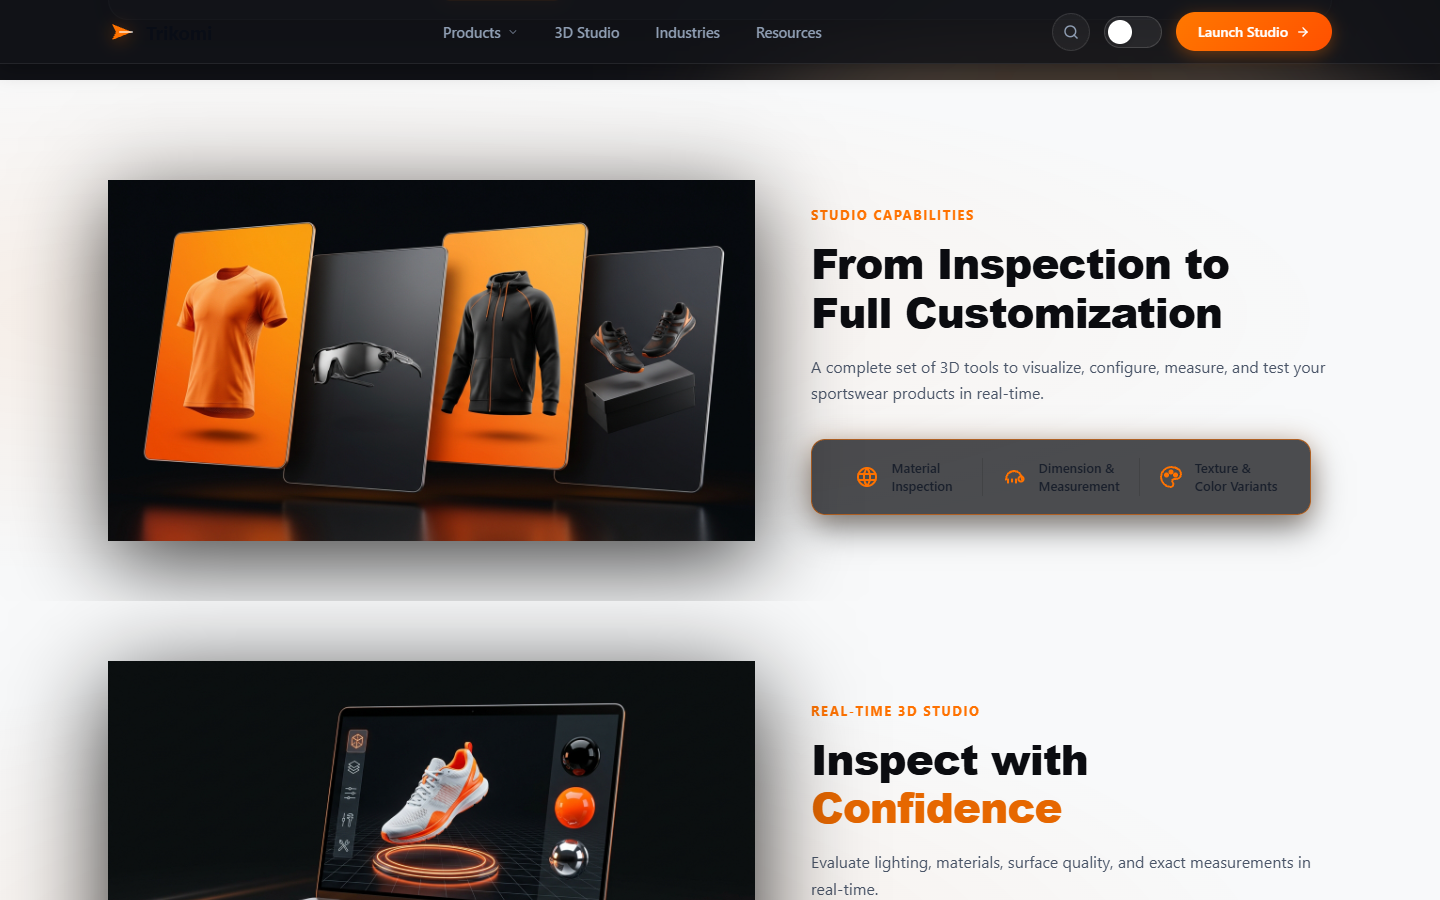 Trikomi
Products
3D Studio
Industries
Resources
Launch Studio
STUDIO CAPABILITIES
From Inspection to
Full Customization
A complete set of 3D tools to visualize, configure, measure, and test your
sportswear products in real-time.
Material
Inspection
Dimension &
Measurement
Texture &
Color Variants
REAL-TIME 3D STUDIO
Inspect with
Confidence
Evaluate lighting, materials, surface quality, and exact measurements in
real-time.